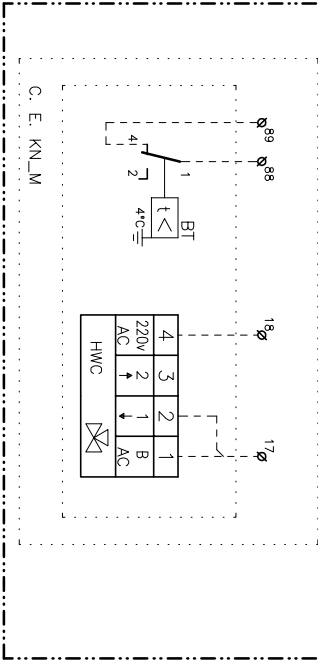 89
88
18
17
4
1
2
BT
t <
4°C
4 3 2 1
220v 2 1 B
AC AC
HWC
C. E. KN_M